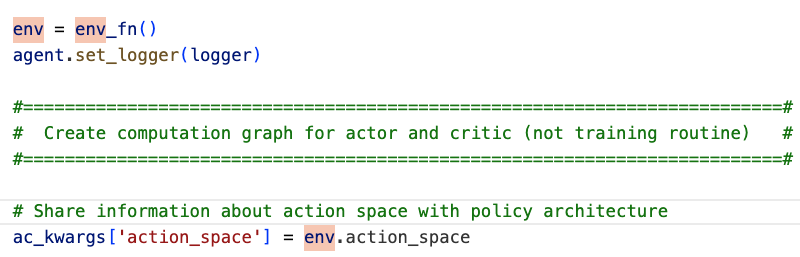 env = env_fn()
agent.set_logger(logger)
#=========================================================================#
#  Create computation graph for actor and critic (not training routine)   #
#=========================================================================#
# Share information about action space with policy architecture
ac_kwargs['action_space'] = env.action_space